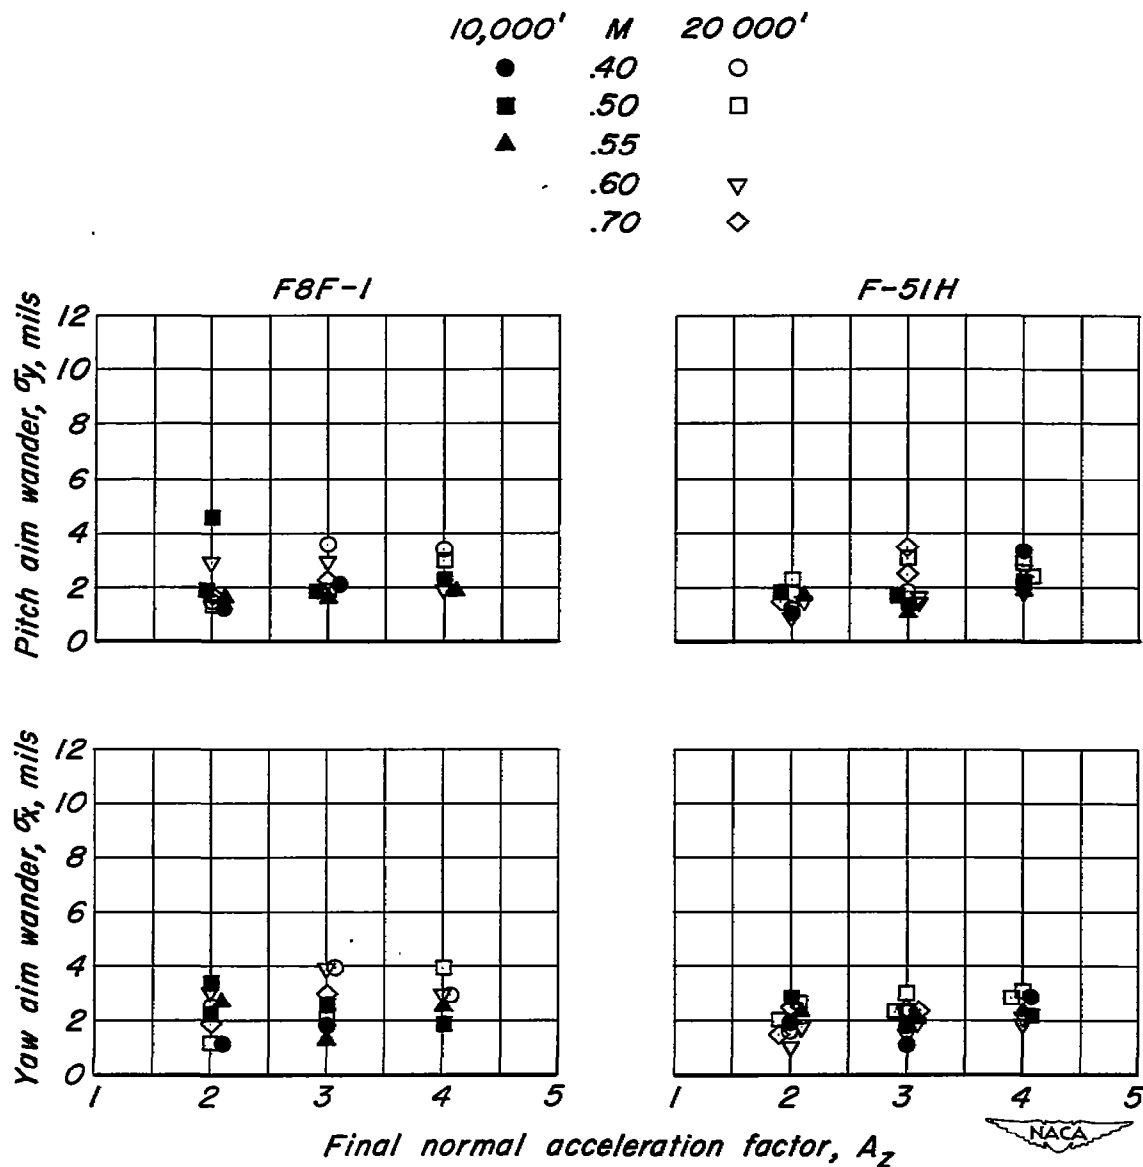 10,000' M 20 000'
.40
.50
.55
.60
.70
F8F-1 F-51H
Pitch aim wander, σy, mils
12
10
8
6
4
2
0
Yaw aim wander, σx, mils
12
10
8
6
4
2
0
1 2 3 4 5 1 2 3 4 5
Final normal acceleration factor, Az
NACA